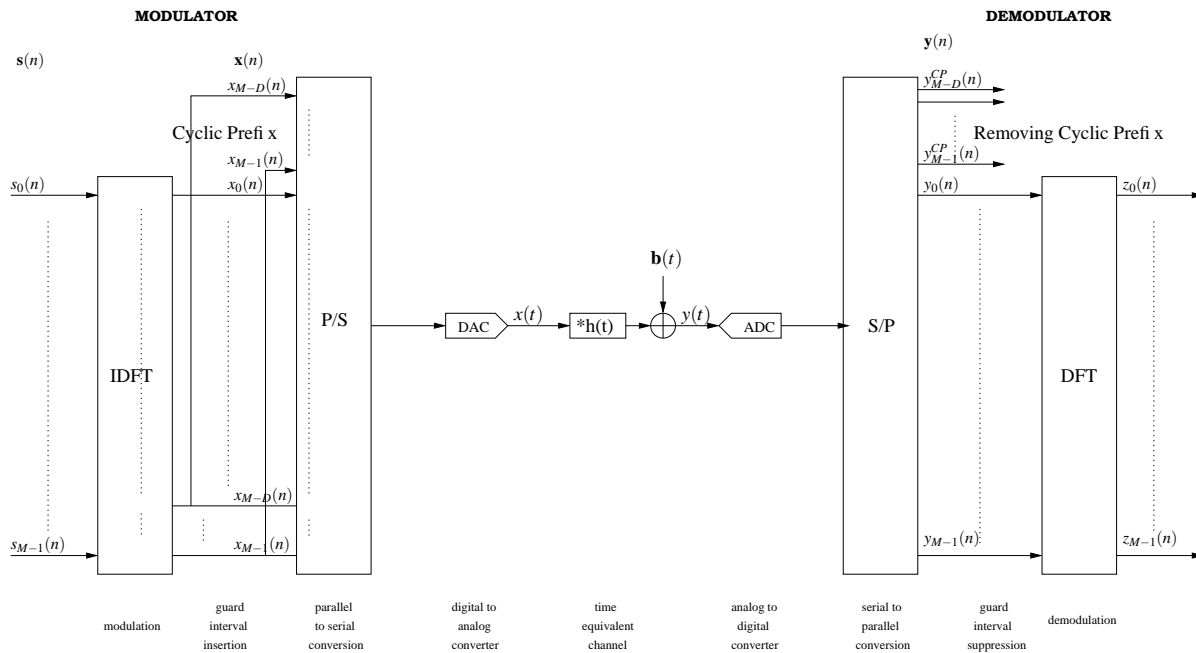 MODULATOR
DEMODULATOR
s(n)
x(n)
y(n)
x_{M−D}(n)
y^{CP}_{M−D}(n)
Cyclic Prefi x
Removing Cyclic Prefi x
x_{M−1}(n)
y^{CP}_{M−1}(n)
s_0(n)
x_0(n)
y_0(n)
z_0(n)
b(t)
P/S
DAC
x(t)
*h(t)
y(t)
ADC
S/P
IDFT
DFT
x_{M−D}(n)
s_{M−1}(n)
x_{M−1}(n)
y_{M−1}(n)
z_{M−1}(n)
modulation
guard
interval
insertion
parallel
to serial
conversion
digital to
analog
converter
time
equivalent
channel
analog to
digital
converter
serial to
parallel
conversion
guard
interval
suppression
demodulation